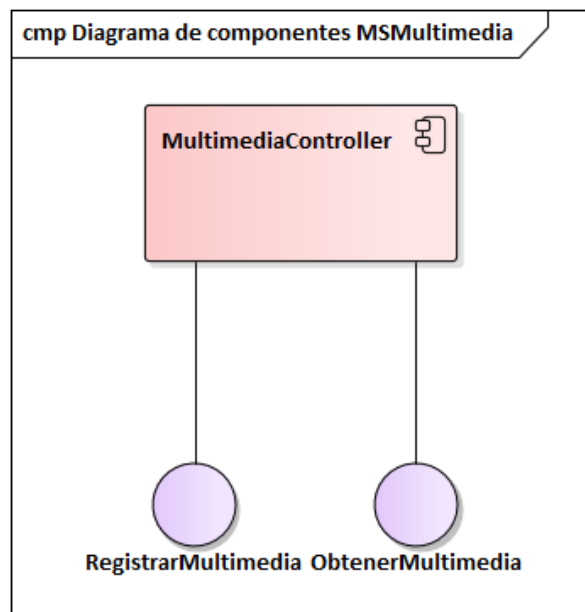 cmp Diagrama de componentes MSMultimedia
MultimediaController
RegistrarMultimedia ObtenerMultimedia